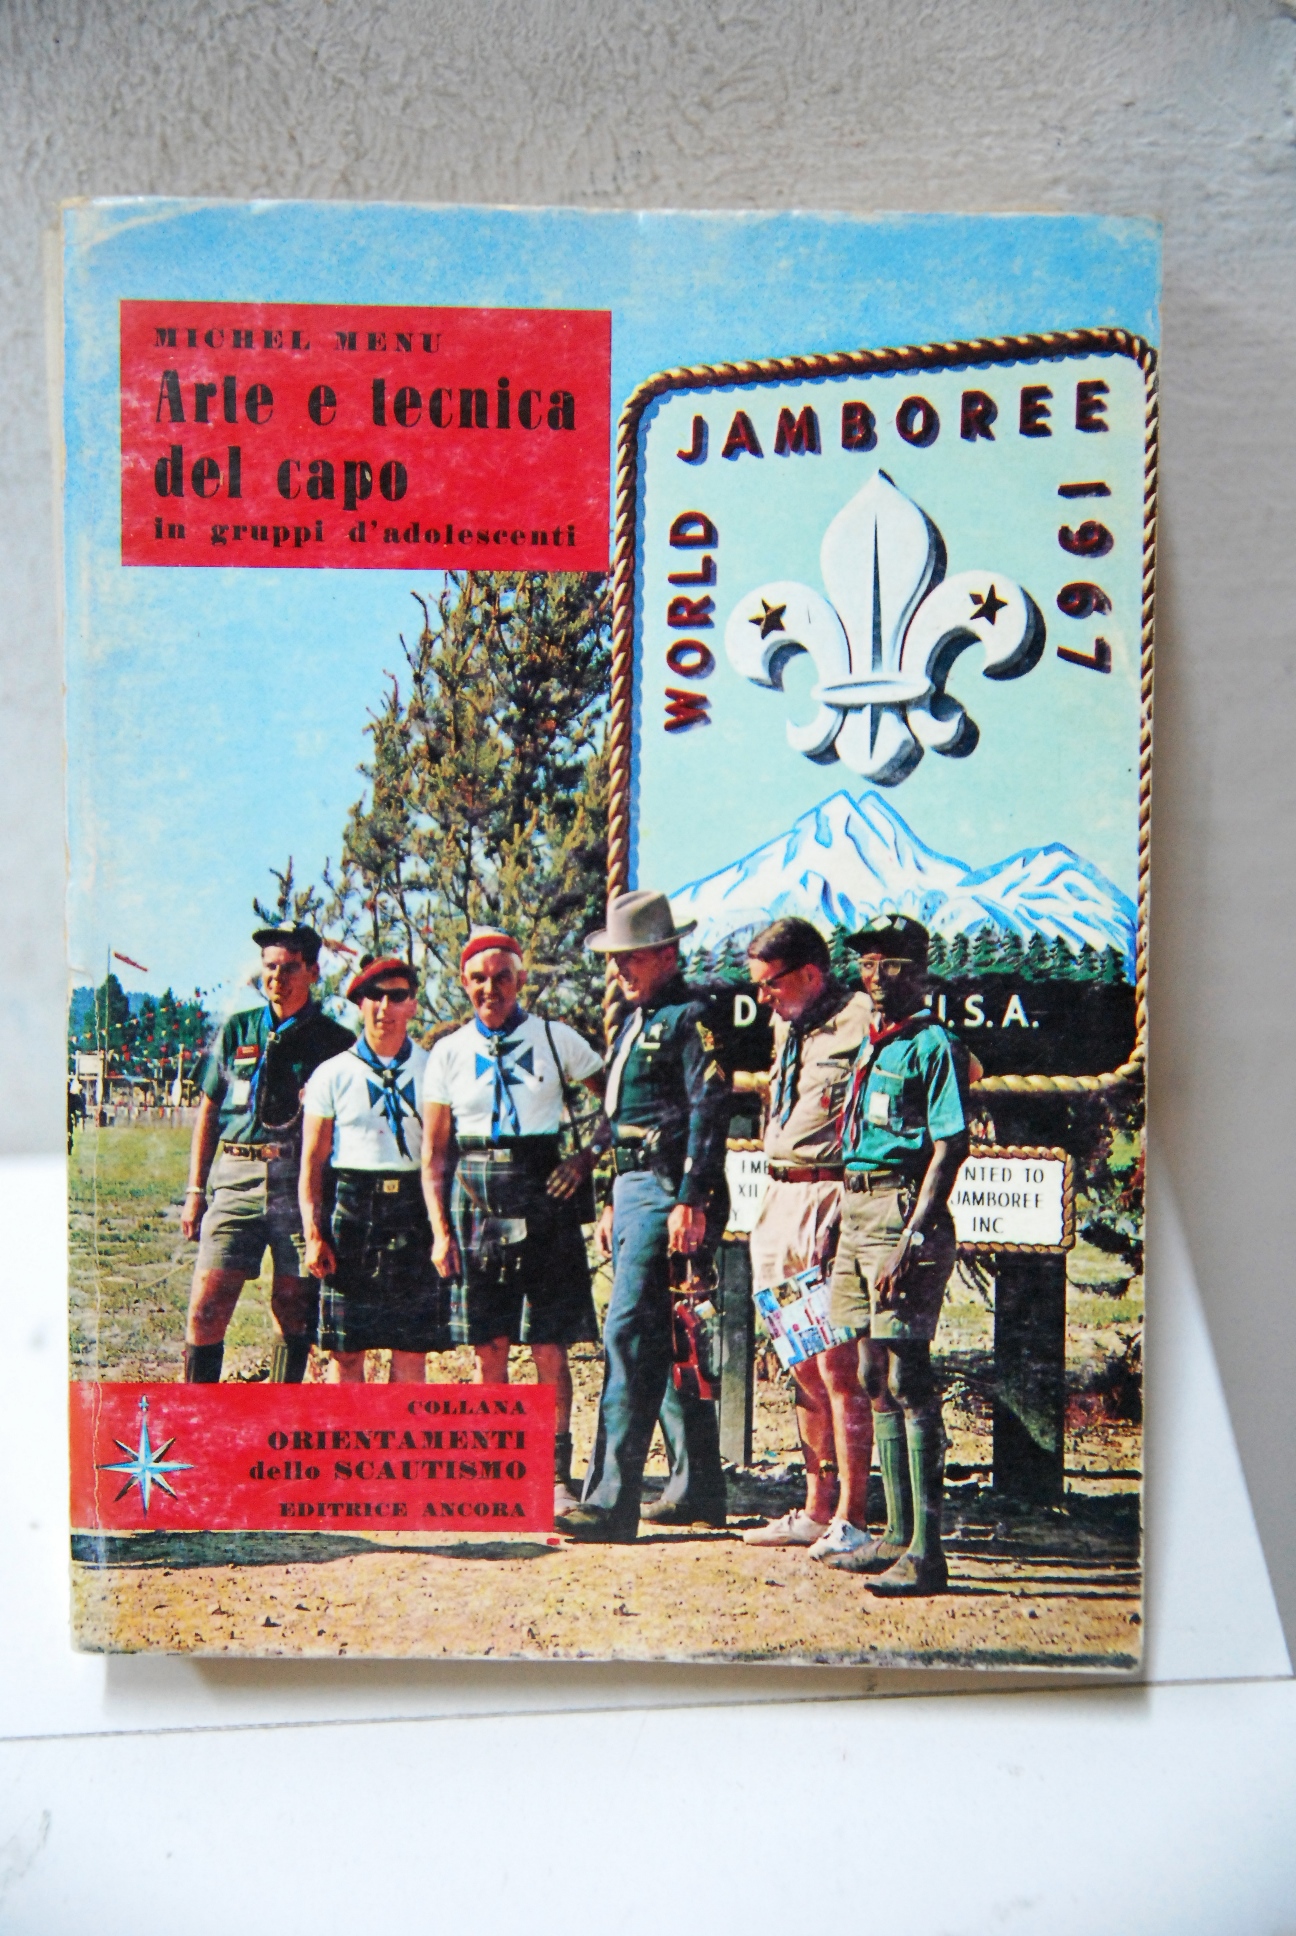 MICHEL MENU
Arte e tecnica
del capo
in gruppi d'adolescenti
WORLD JAMBOREE 1967
U.S.A.
NTED TO
XII JAMBOREE
INC
COLLANA
ORIENTAMENTI
dello SCAUTISMO
EDITRICE ANCORA